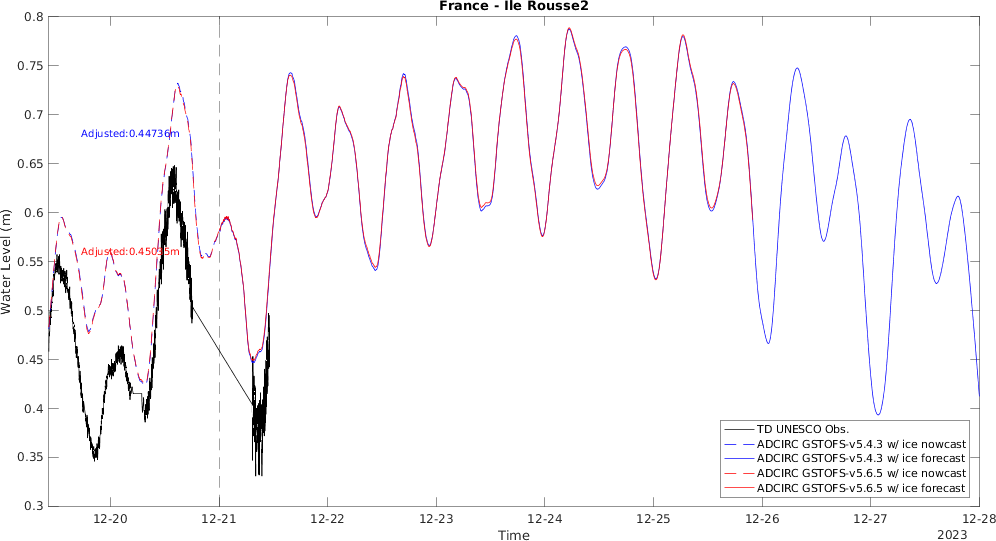 France - Ile Rousse2
0.8
0.75
0.7
0.65
0.6
0.55
0.5
0.45
0.4
0.35
0.3
Water Level (m)
Adjusted:0.44736m
Adjusted:0.45035m
TD UNESCO Obs.
ADCIRC GSTOFS-v5.4.3 w/ ice nowcast
ADCIRC GSTOFS-v5.4.3 w/ ice forecast
ADCIRC GSTOFS-v5.6.5 w/ ice nowcast
ADCIRC GSTOFS-v5.6.5 w/ ice forecast
12-20 12-21 12-22 12-23 12-24 12-25 12-26 12-27 12-28
Time
2023